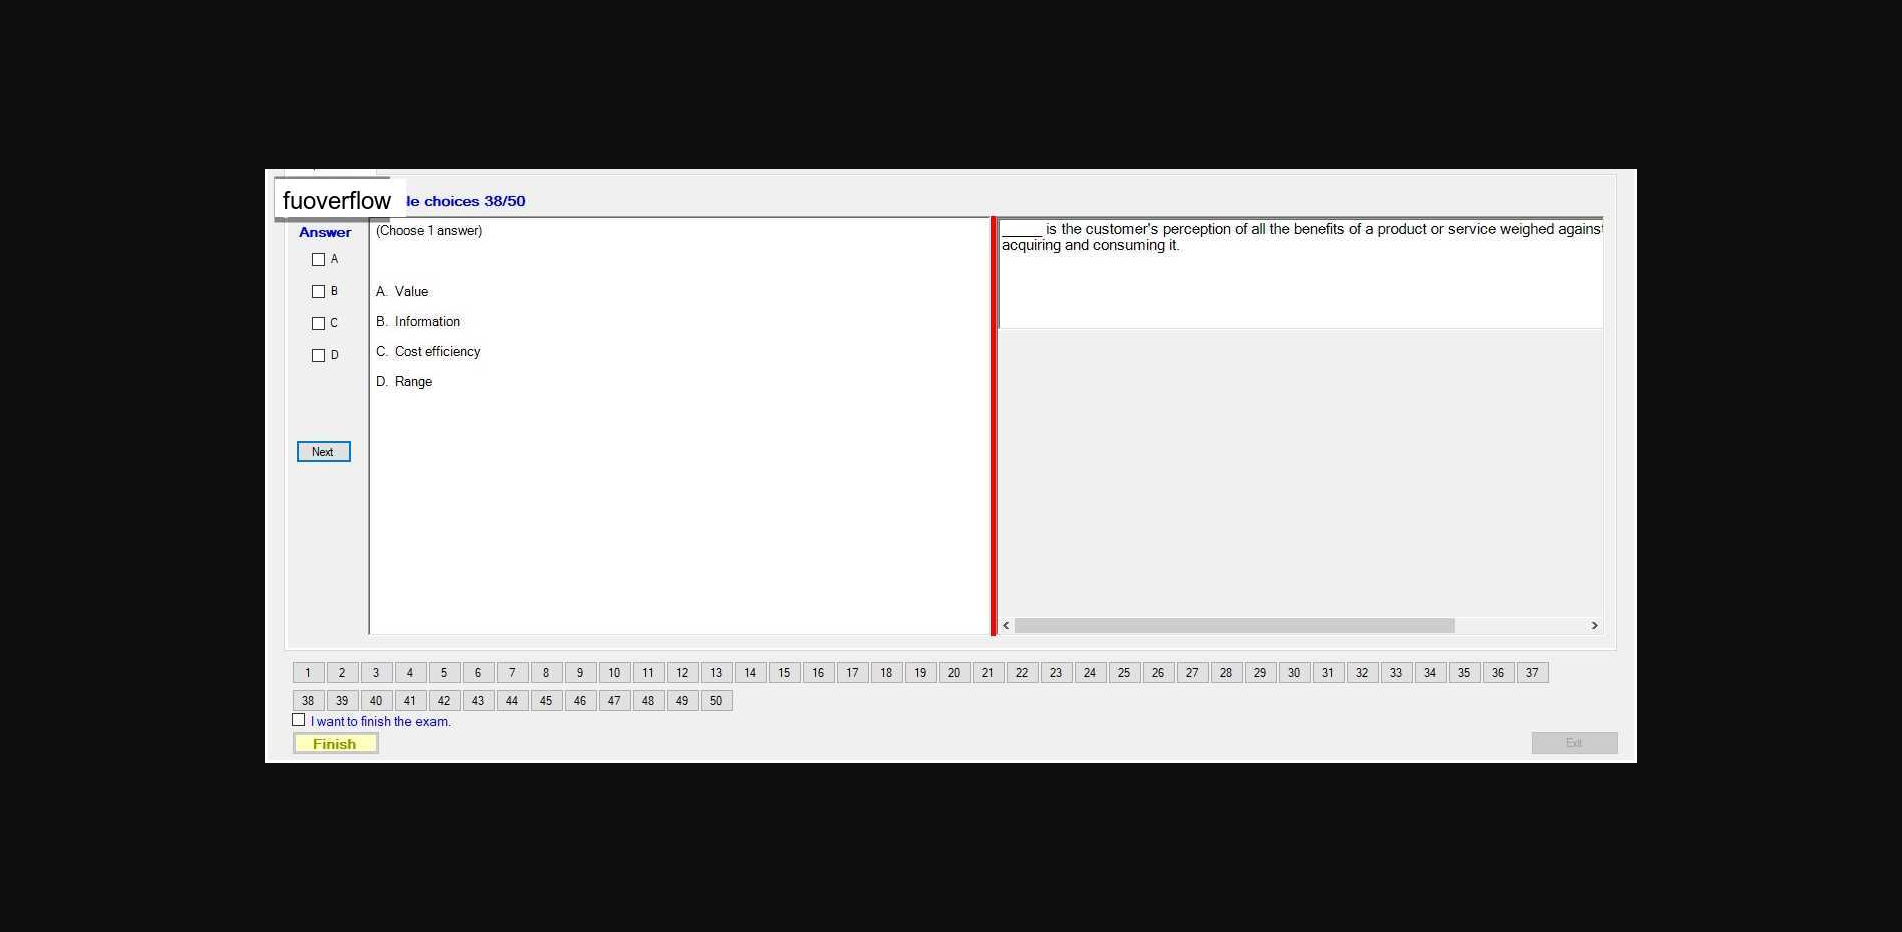 fuoverflow
le choices 38/50
Answer
(Choose 1 answer)
A
B
C
D
A. Value
B. Information
C. Cost efficiency
D. Range
Next
_____ is the customer's perception of all the benefits of a product or service weighed against
acquiring and consuming it.
1 2 3 4 5 6 7 8 9 10 11 12 13 14 15 16 17 18 19 20 21 22 23 24 25 26 27 28 29 30 31 32 33 34 35 36 37
38 39 40 41 42 43 44 45 46 47 48 49 50
I want to finish the exam.
Finish
Exit